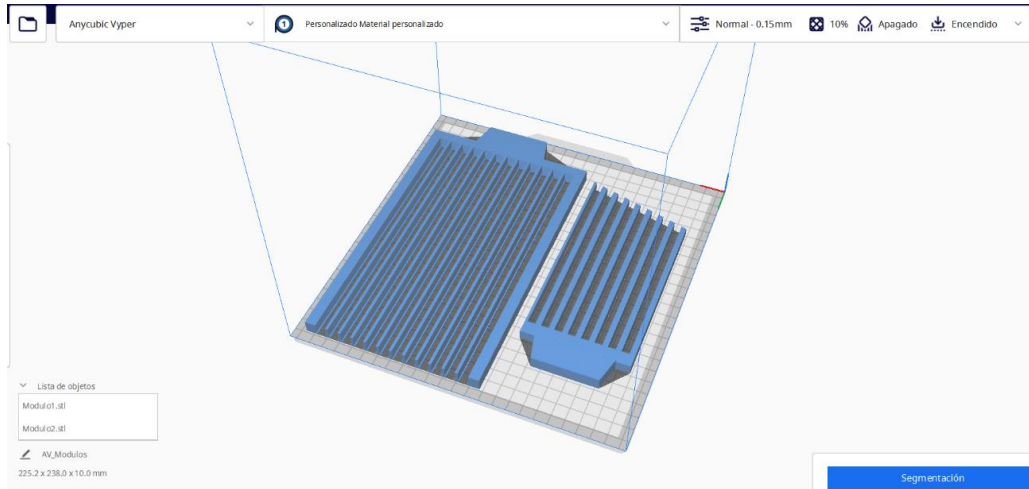 Anycubic Vyper
1
Personalizado Material personalizado
Normal - 0.15mm
10%
Apagado
Encendido
Lista de objetos
Modulo1.stl
Modulo2.stl
AV_Modulos
225.2 x 238.0 x 10.0 mm
Segmentación